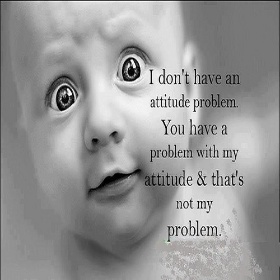 I don't have an
attitude problem.
You have a
problem with my
attitude & that's
not my
problem.